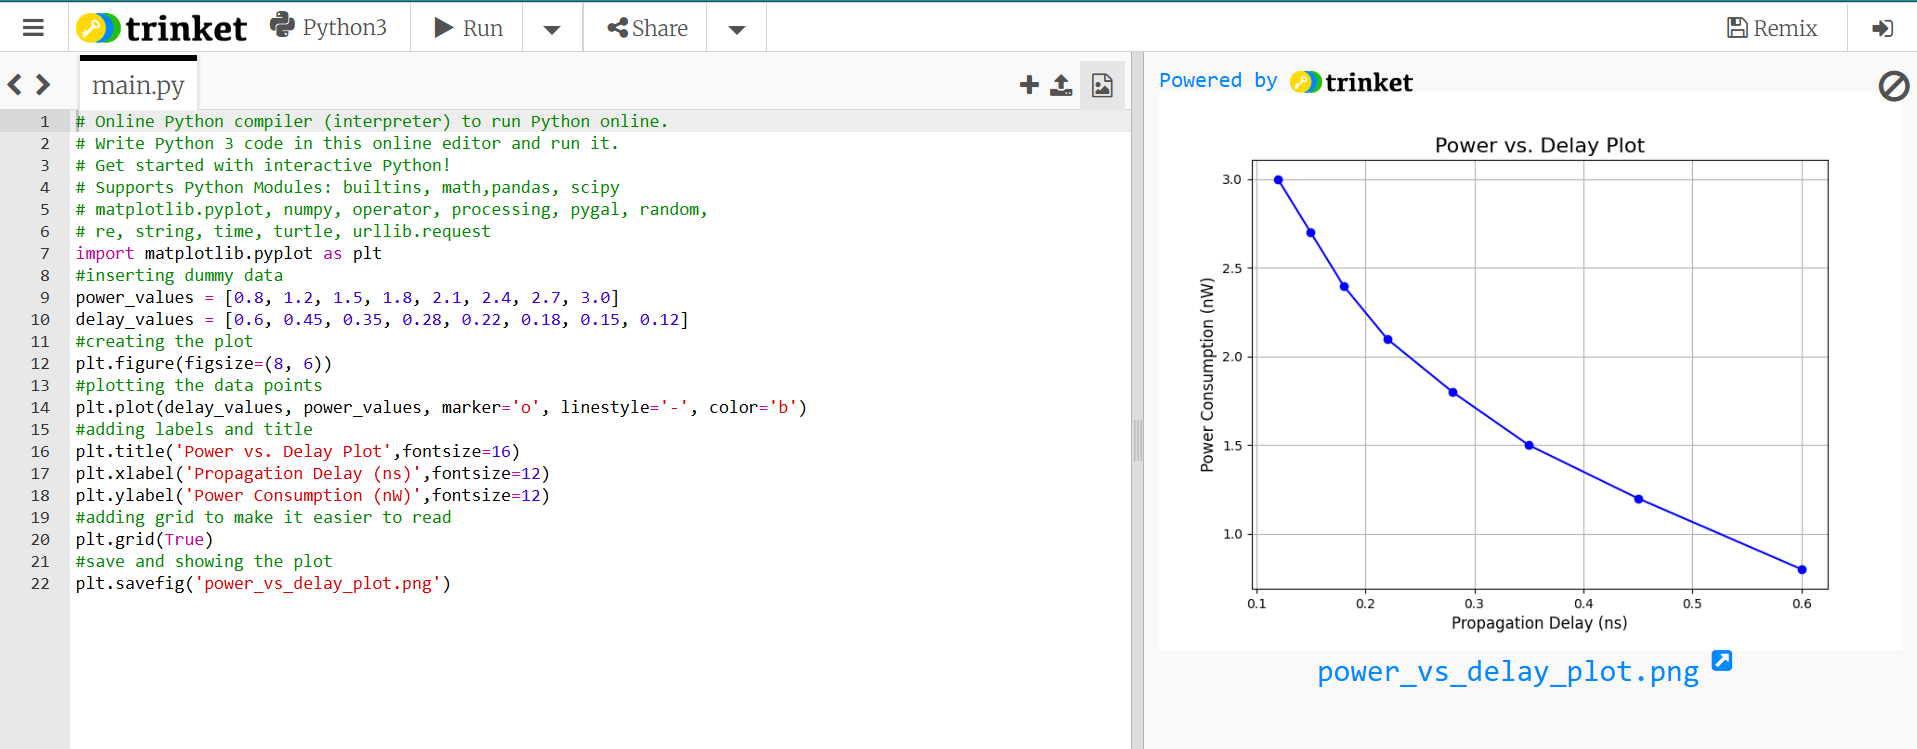 trinket Python3 Run Share Remix
main.py
1 # Online Python compiler (interpreter) to run Python online.
2 # Write Python 3 code in this online editor and run it.
3 # Get started with interactive Python!
4 # Supports Python Modules: builtins, math,pandas, scipy
5 # matplotlib.pyplot, numpy, operator, processing, pygal, random,
6 # re, string, time, turtle, urllib.request
7 import matplotlib.pyplot as plt
8 #inserting dummy data
9 power_values = [0.8, 1.2, 1.5, 1.8, 2.1, 2.4, 2.7, 3.0]
10 delay_values = [0.6, 0.45, 0.35, 0.28, 0.22, 0.18, 0.15, 0.12]
11 #creating the plot
12 plt.figure(figsize=(8, 6))
13 #plotting the data points
14 plt.plot(delay_values, power_values, marker='o', linestyle='-', color='b')
15 #adding labels and title
16 plt.title('Power vs. Delay Plot',fontsize=16)
17 plt.xlabel('Propagation Delay (ns)',fontsize=12)
18 plt.ylabel('Power Consumption (nW)',fontsize=12)
19 #adding grid to make it easier to read
20 plt.grid(True)
21 #save and showing the plot
22 plt.savefig('power_vs_delay_plot.png')
Powered by trinket
Power vs. Delay Plot
Power Consumption (nW)
3.0
2.5
2.0
1.5
1.0
0.1 0.2 0.3 0.4 0.5 0.6
Propagation Delay (ns)
power_vs_delay_plot.png